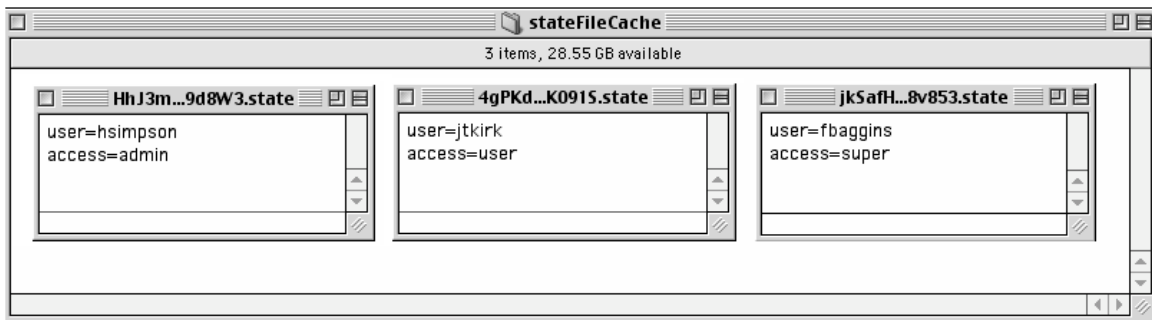 stateFileCache
3 items, 28.55 GB available
HhJ3m...9d8W3.state
user=hsimpson
access=admin
4gPKd...K091S.state
user=jtkirk
access=user
jkSafH...8v853.state
user=fbaggins
access=super